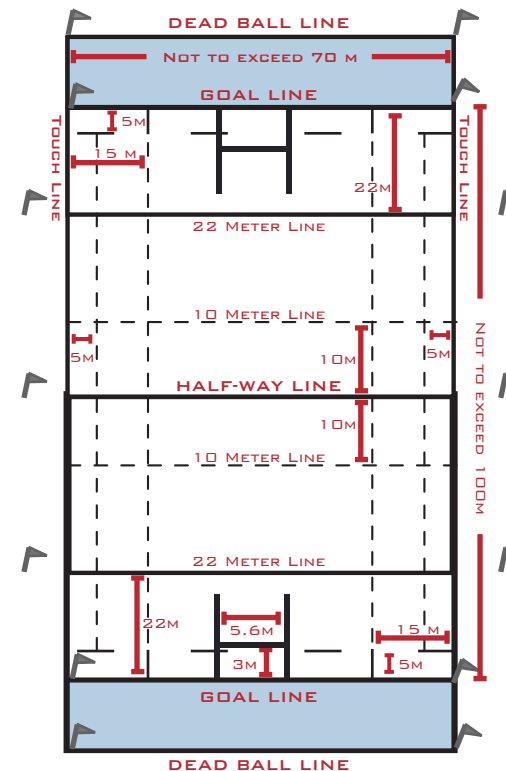 DEAD BALL LINE
NOT TO EXCEED 70 M
GOAL LINE
5M
TOUCH LINE
TOUCH LINE
15 M
22M
22 METER LINE
10 METER LINE
5M
10M
5M
NOT TO EXCEED 100M
HALF-WAY LINE
10M
10 METER LINE
22 METER LINE
22M
5.6M
15 M
3M
5M
GOAL LINE
DEAD BALL LINE